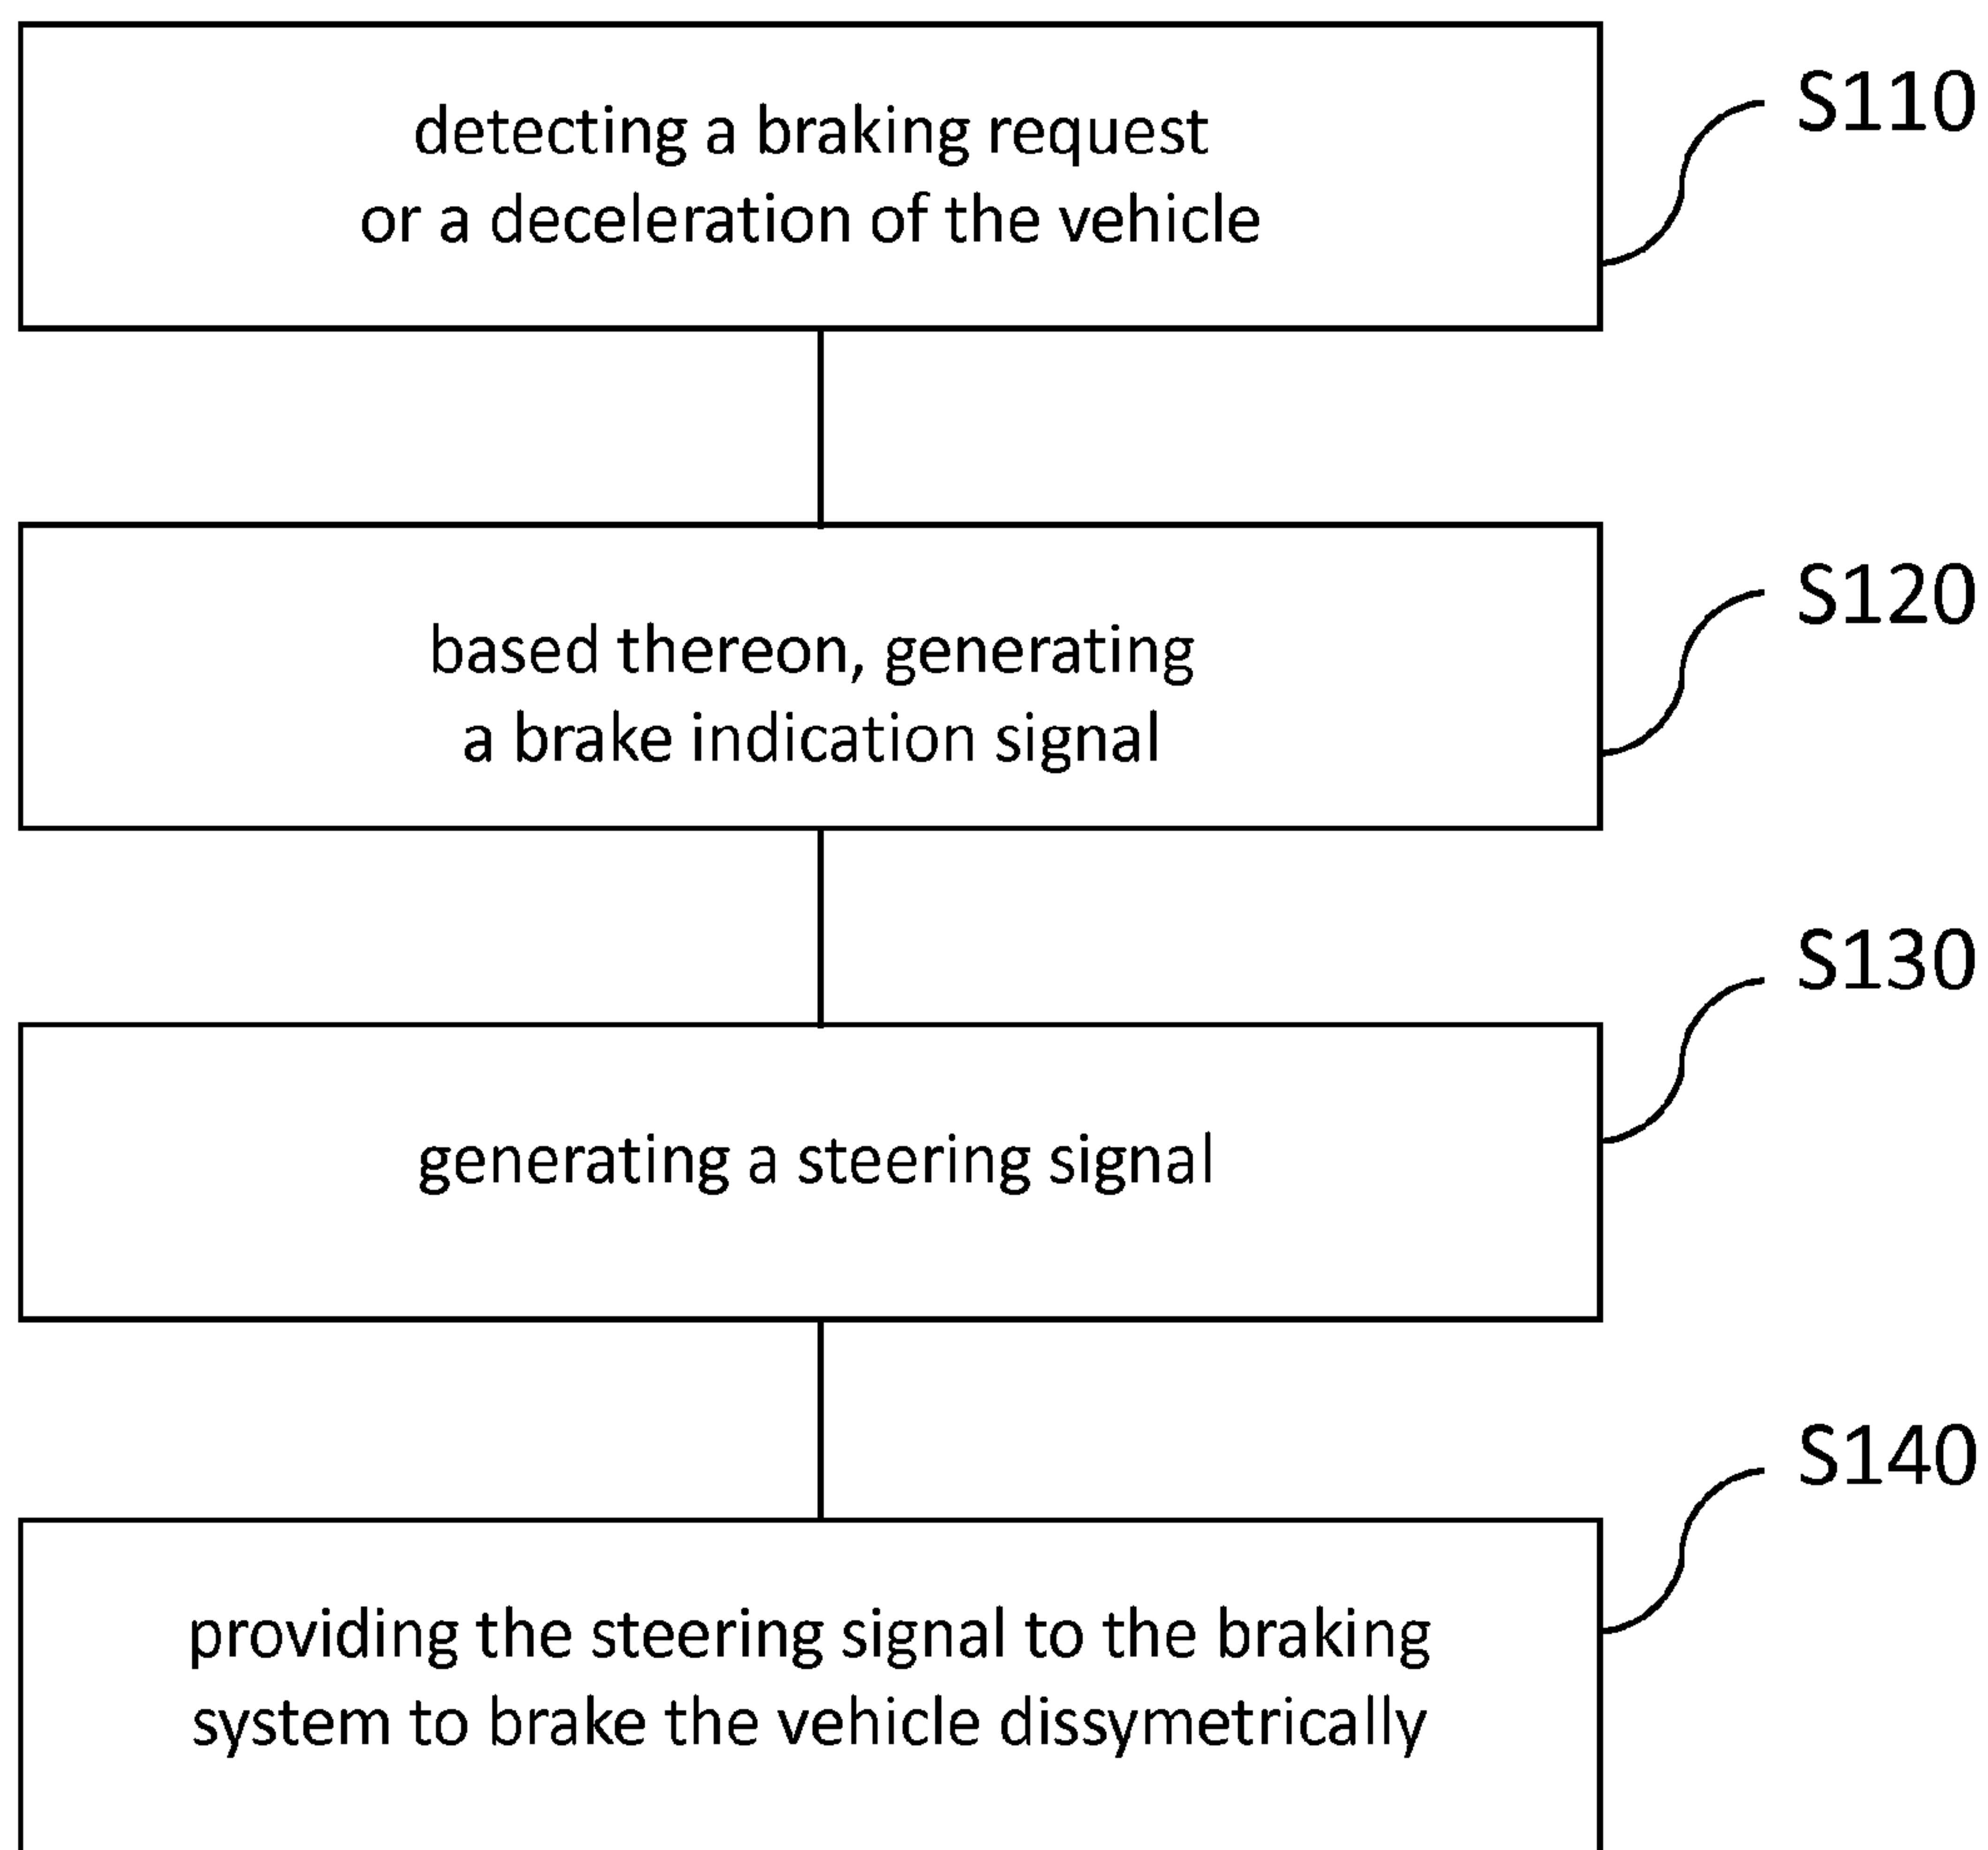 detecting a braking request
or a deceleration of the vehicle
S110
based thereon, generating
a brake indication signal
S120
generating a steering signal
S130
providing the steering signal to the braking
system to brake the vehicle dissymetrically
S140